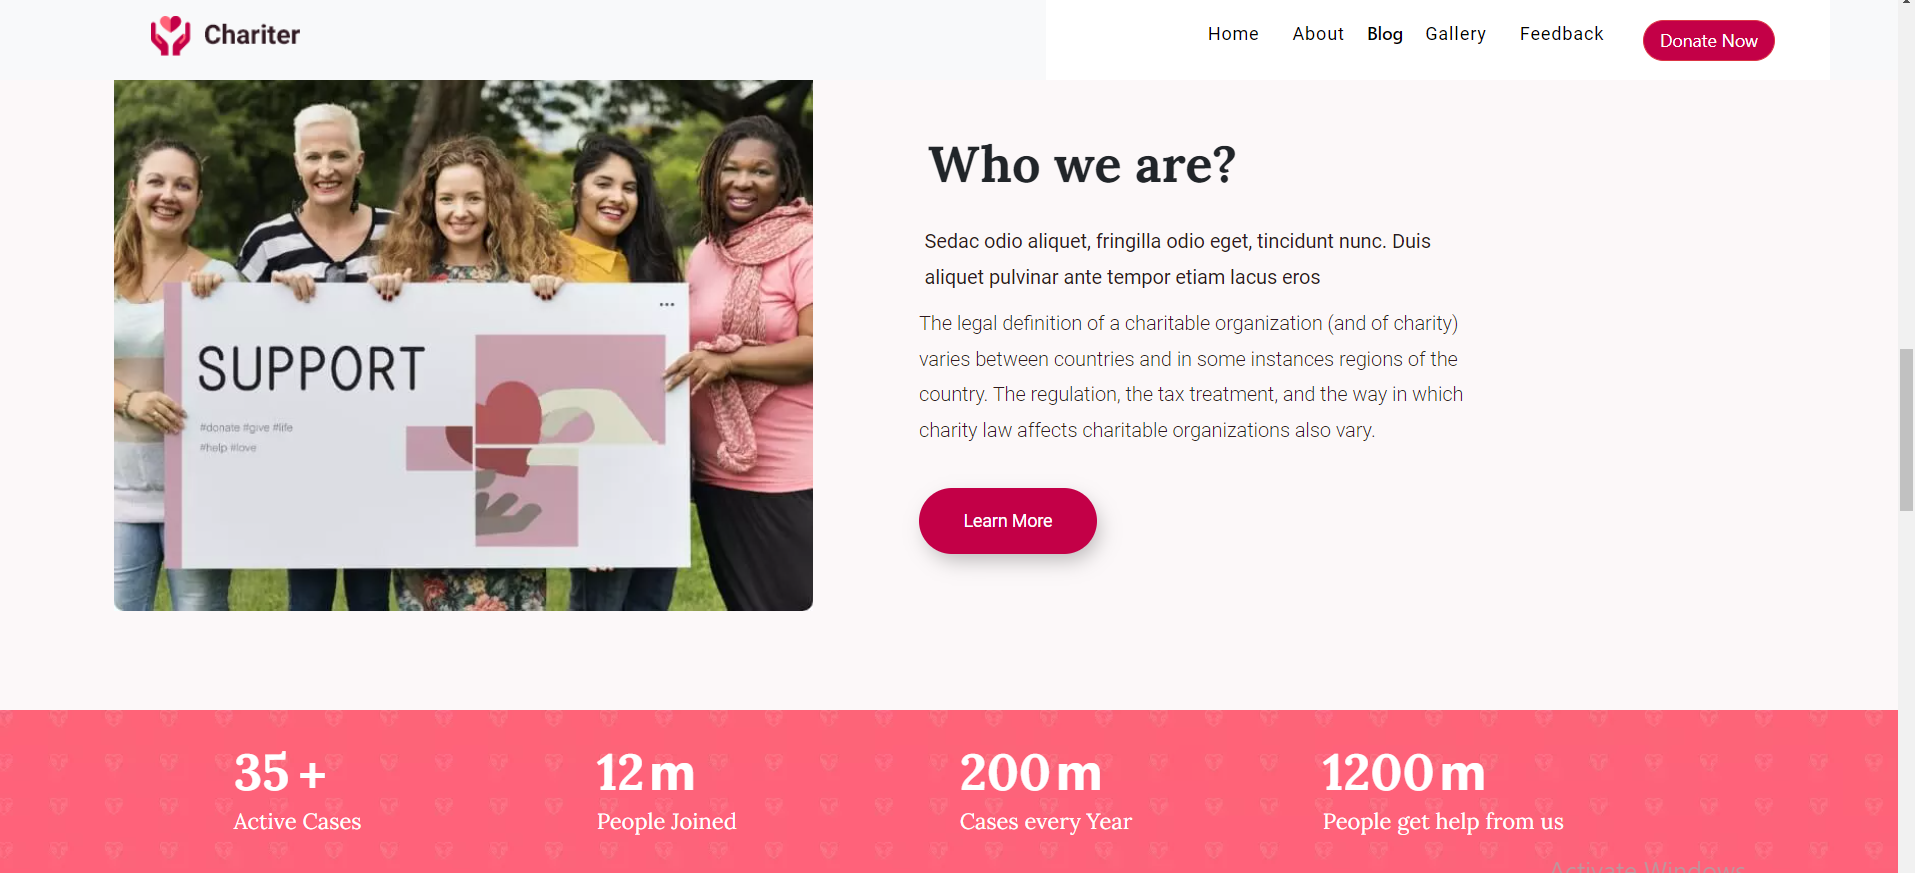 Chariter
Home About Blog Gallery Feedback Donate Now
SUPPORT
#donate #give #life
#help #love
Who we are?
Sedac odio aliquet, fringilla odio eget, tincidunt nunc. Duis
aliquet pulvinar ante tempor etiam lacus eros
The legal definition of a charitable organization (and of charity)
varies between countries and in some instances regions of the
country. The regulation, the tax treatment, and the way in which
charity law affects charitable organizations also vary.
Learn More
35 +
Active Cases
12 m
People Joined
200 m
Cases every Year
1200 m
People get help from us
Activate Windows